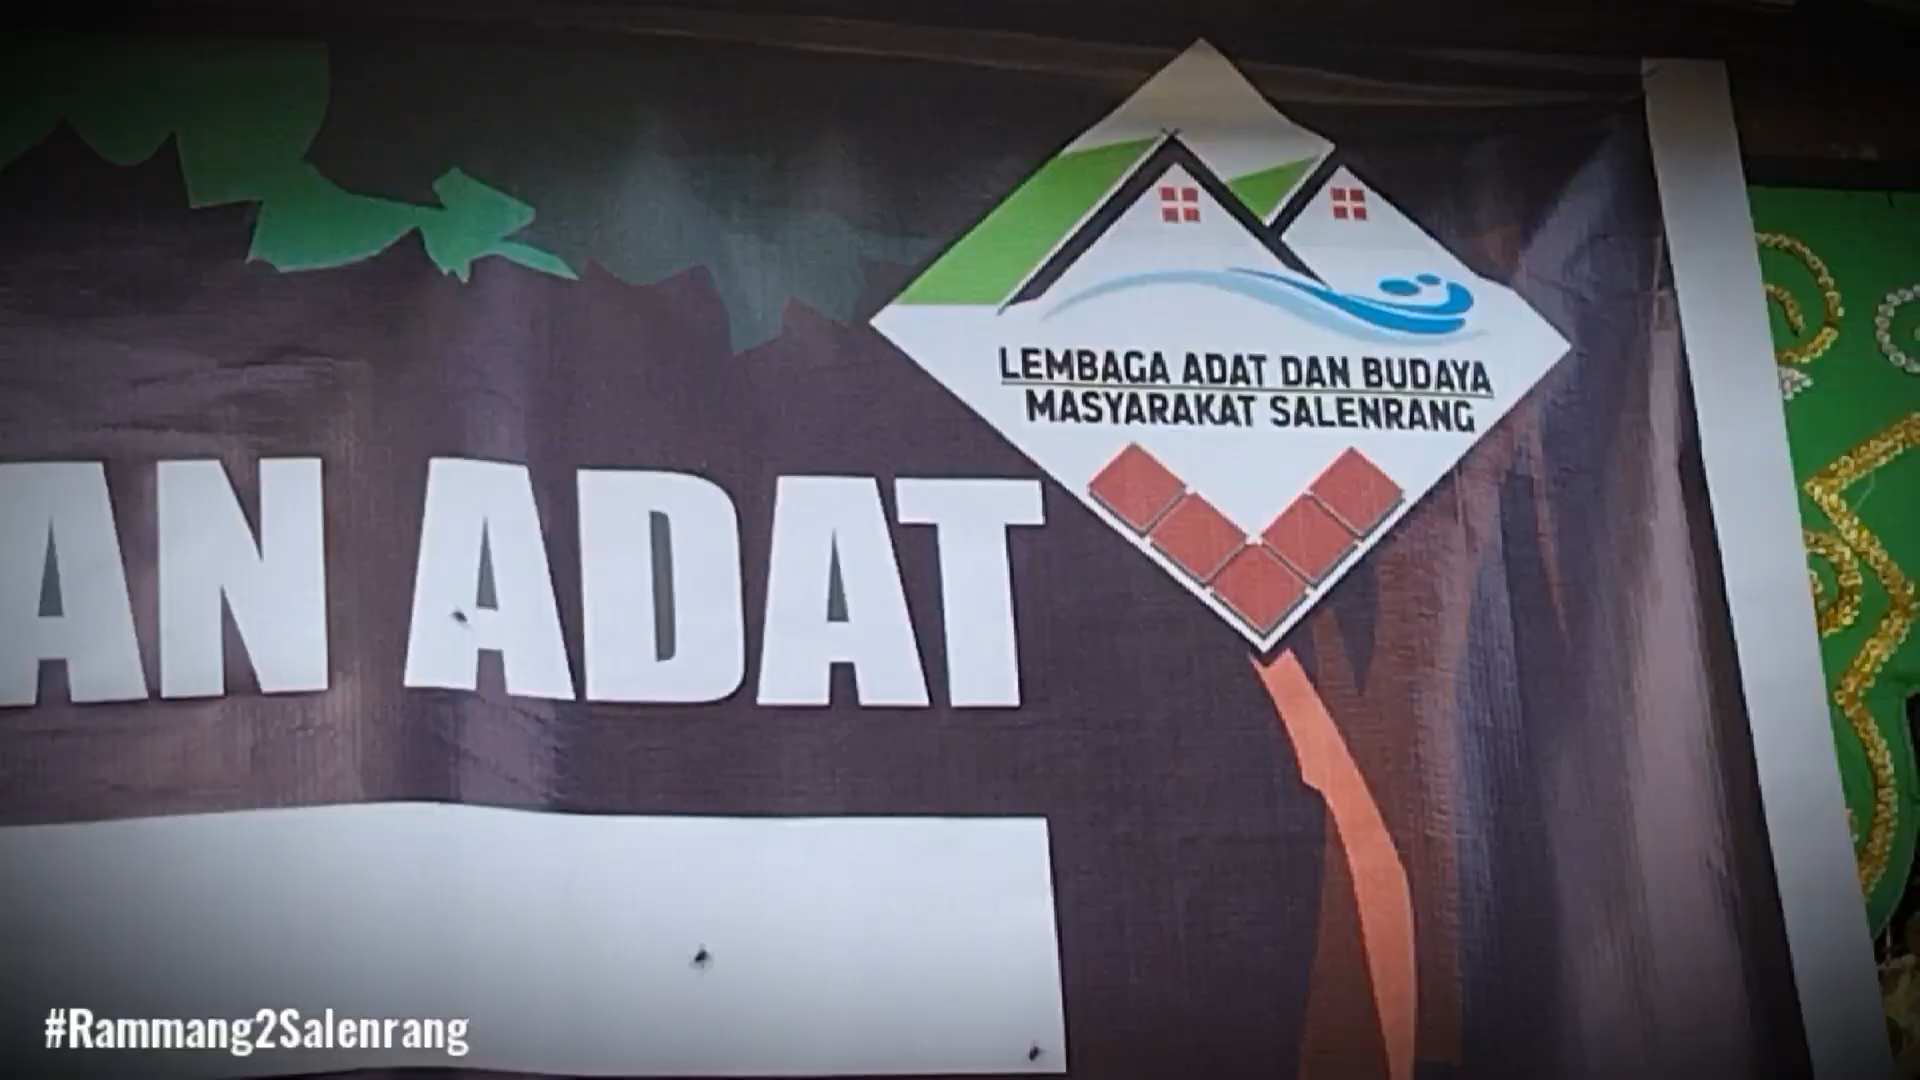 LEMBAGA ADAT DAN BUDAYA
MASYARAKAT SALENRANG
AN ADAT
#Rammang2Salenrang